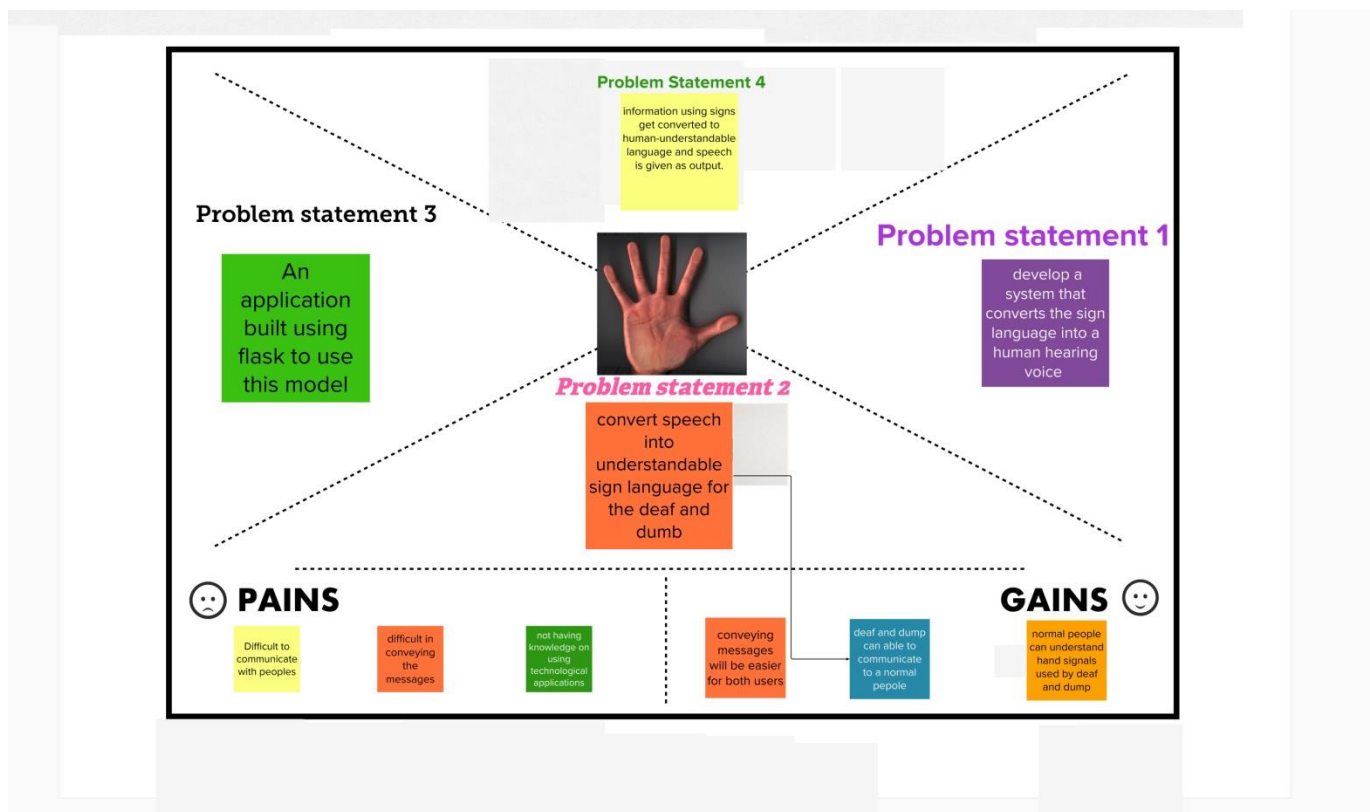 Problem Statement 4
information using signs
get converted to
human-understandable
language and speech
is given as output.
Problem statement 3
An
application
built using
flask to use
this model
Problem statement 1
develop a
system that
converts the sign
language into a
human hearing
voice
Problem statement 2
convert speech
into
understandable
sign language for
the deaf and
dumb
PAINS
Difficult to
communicate
with peoples
difficult in
conveying
the
messages
not having
knowledge on
using
technological
applications
GAINS
conveying
messages
will be easier
for both users
deaf and dump
can able to
communicate
to a normal
pepole
normal people
can understand
hand signals
used by deaf
and dump